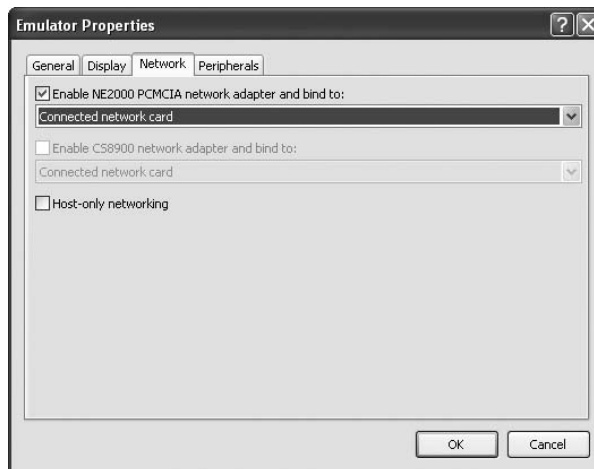 Emulator Properties
General Display Network Peripherals
Enable NE2000 PCMCIA network adapter and bind to:
Connected network card
Enable CS8900 network adapter and bind to:
Connected network card
Host-only networking
OK Cancel